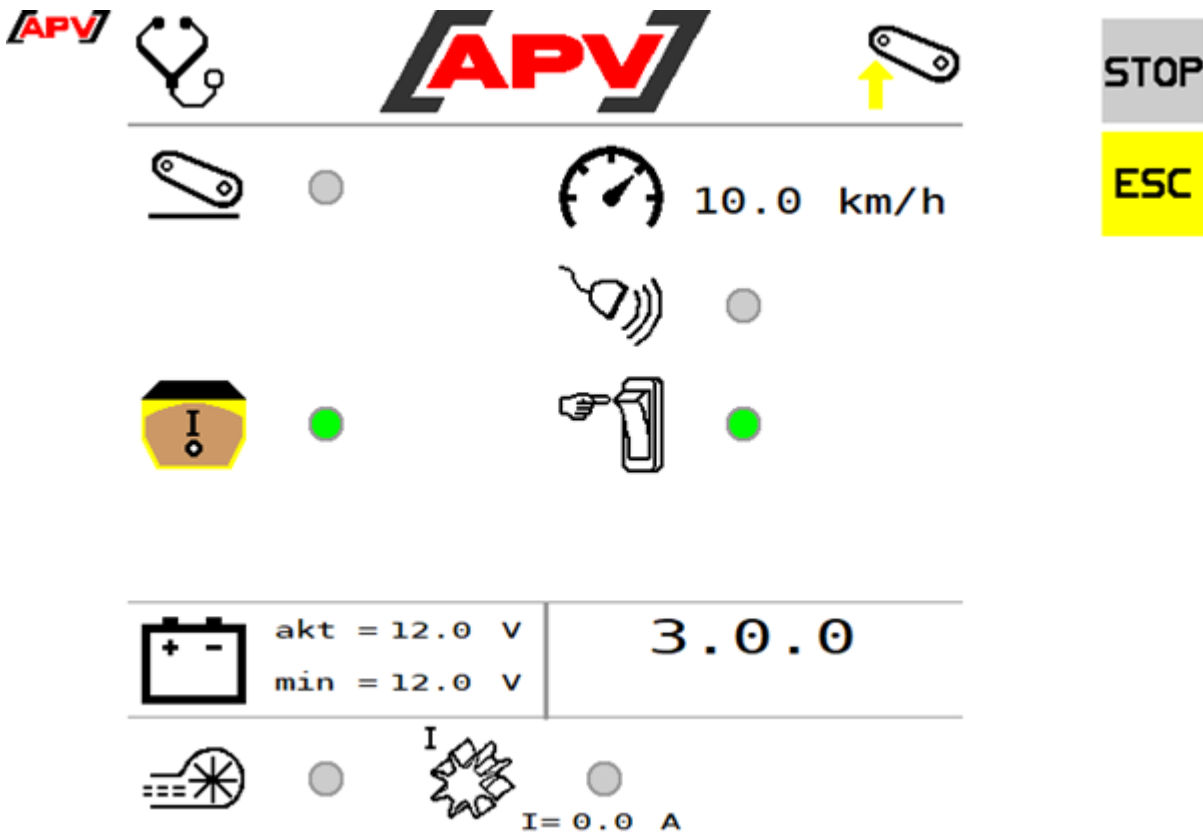 APV
APV
STOP
10.0 km/h
ESC
I
akt = 12.0 V
min = 12.0 V
3.0.0
I
I= 0.0 A